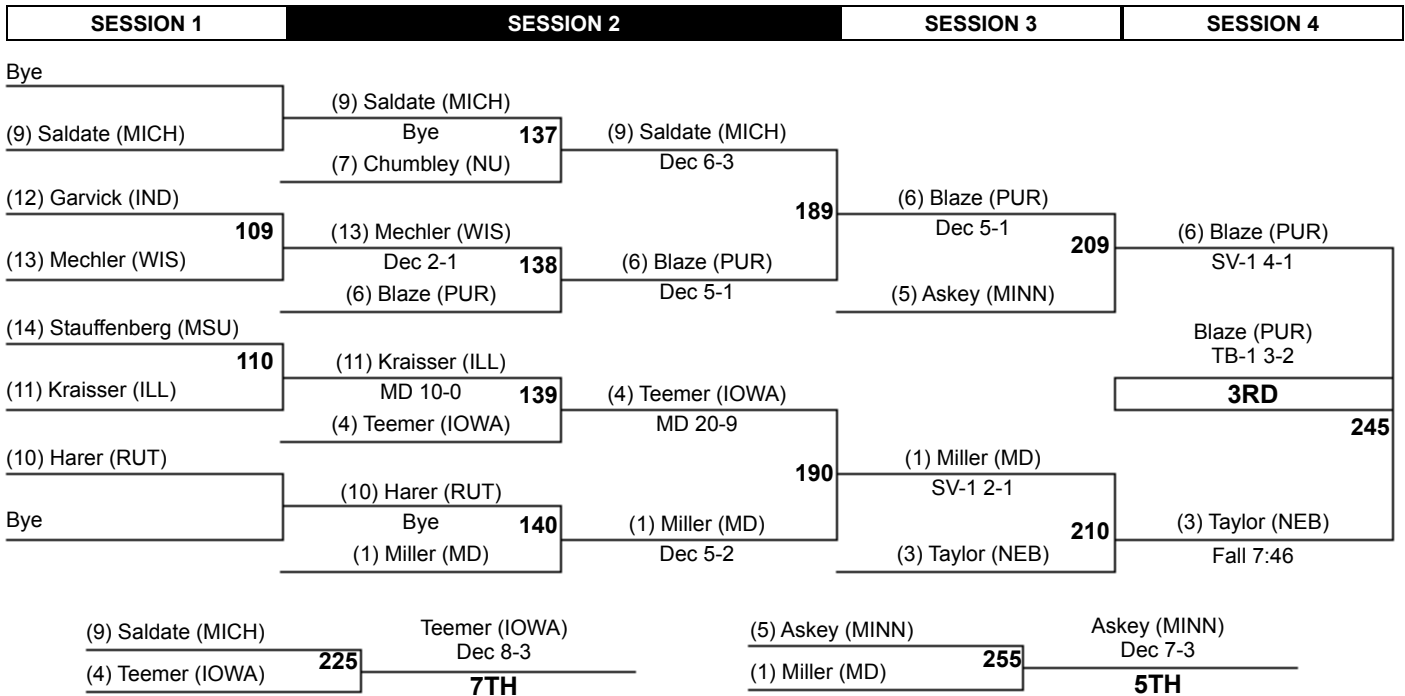 SESSION 1
SESSION 2
SESSION 3
SESSION 4
Bye
(9) Saldate (MICH)
(12) Garvick (IND)
109
(13) Mechler (WIS)
(14) Stauffenberg (MSU)
110
(11) Kraisser (ILL)
(10) Harer (RUT)
Bye
(9) Saldate (MICH)
Bye
137
(7) Chumbley (NU)
(13) Mechler (WIS)
Dec 2-1
138
(6) Blaze (PUR)
(11) Kraisser (ILL)
MD 10-0
139
(4) Teemer (IOWA)
(10) Harer (RUT)
Bye
140
(1) Miller (MD)
(9) Saldate (MICH)
Dec 6-3
189
(6) Blaze (PUR)
Dec 5-1
(4) Teemer (IOWA)
MD 20-9
190
(1) Miller (MD)
Dec 5-2
(6) Blaze (PUR)
Dec 5-1
209
(5) Askey (MINN)
(1) Miller (MD)
SV-1 2-1
210
(3) Taylor (NEB)
(6) Blaze (PUR)
SV-1 4-1
Blaze (PUR)
TB-1 3-2
3RD
245
(3) Taylor (NEB)
Fall 7:46
(9) Saldate (MICH)
225
(4) Teemer (IOWA)
Teemer (IOWA)
Dec 8-3
7TH
(5) Askey (MINN)
255
(1) Miller (MD)
Askey (MINN)
Dec 7-3
5TH